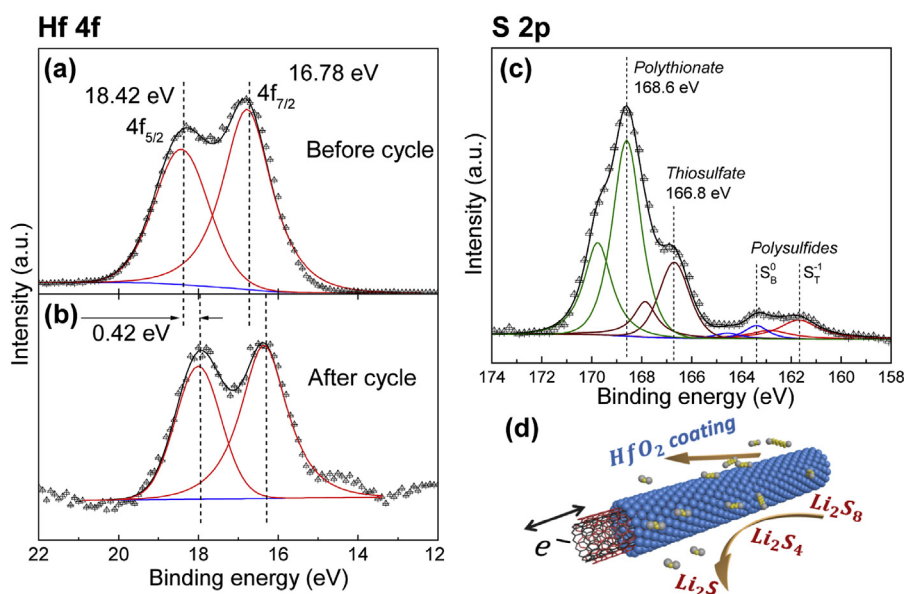 Hf 4f
(a)
18.42 eV
16.78 eV
4f7/2
4f5/2
Before cycle
(b)
0.42 eV
After cycle
Intensity (a.u.)
22 20 18 16 14 12
Binding energy (eV)
S 2p
(c)
Polythionate
168.6 eV
Thiosulfate
166.8 eV
Polysulfides
S0B S-1T
Intensity (a.u.)
174 172 170 168 166 164 162 160 158
Binding energy (eV)
(d)
HfO2 coating
e−
Li2S8
Li2S4
Li2S